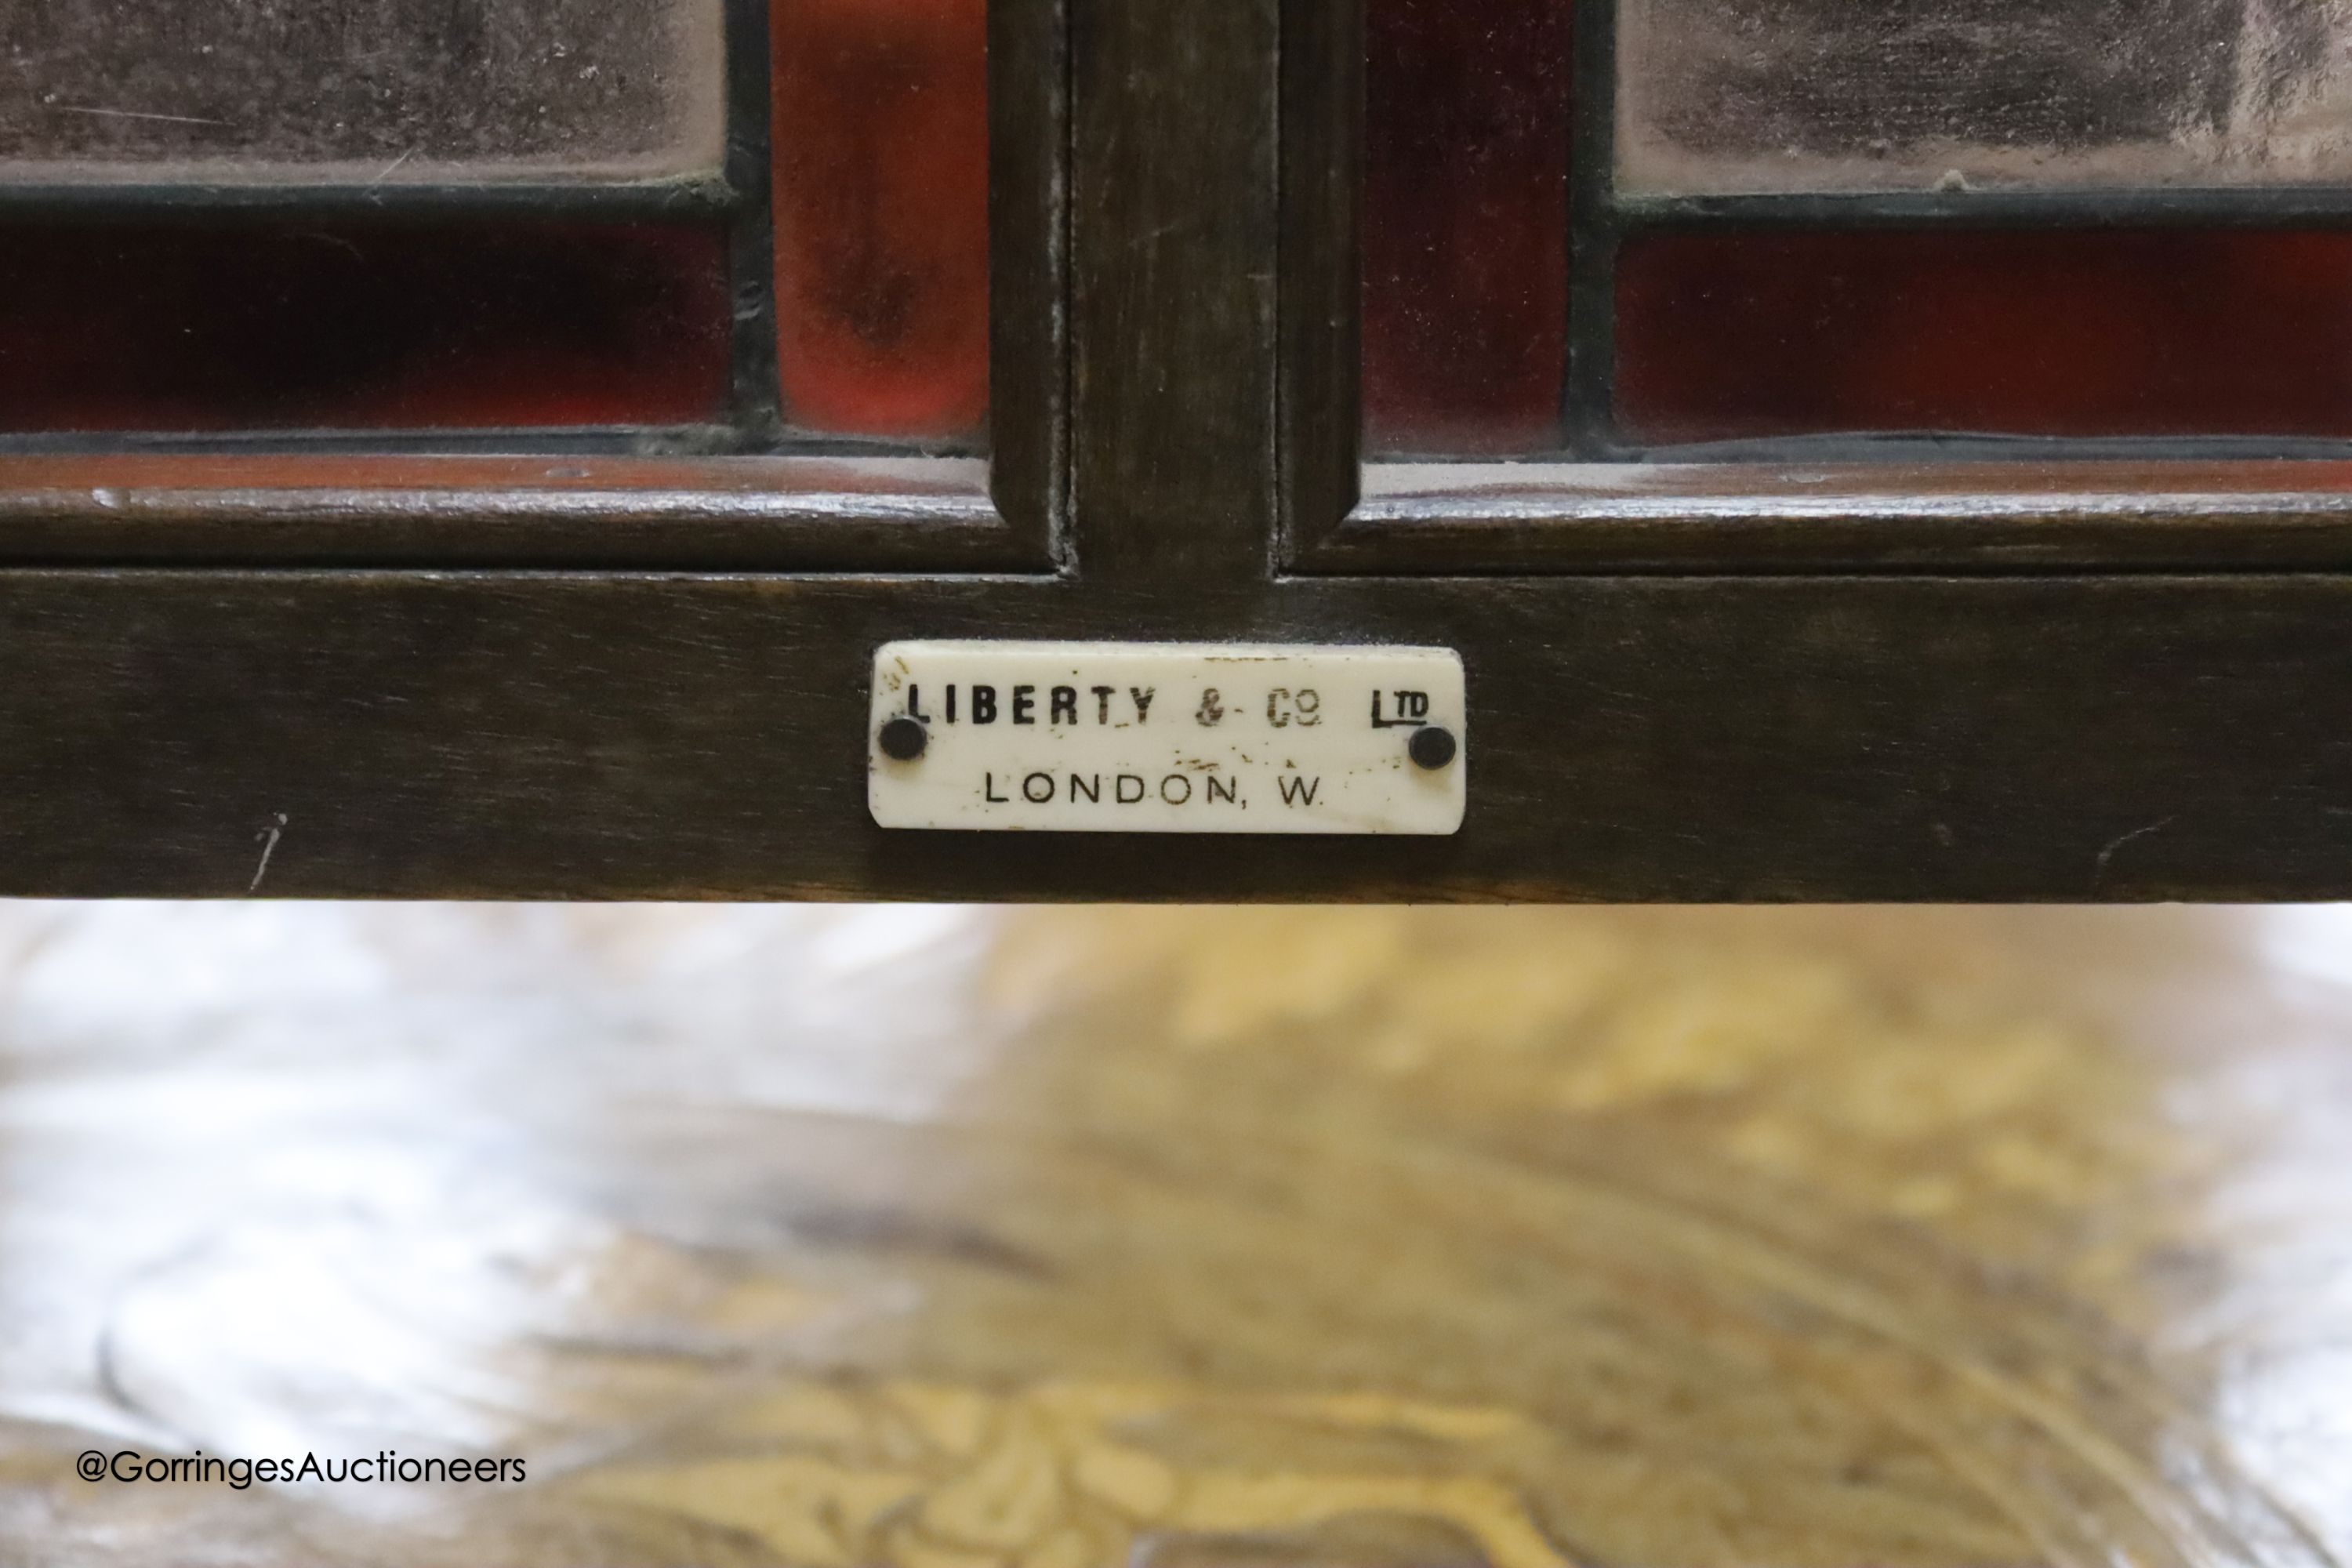 LIBERTY & Co LTD
LONDON, W.
@GorringesAuctioneers